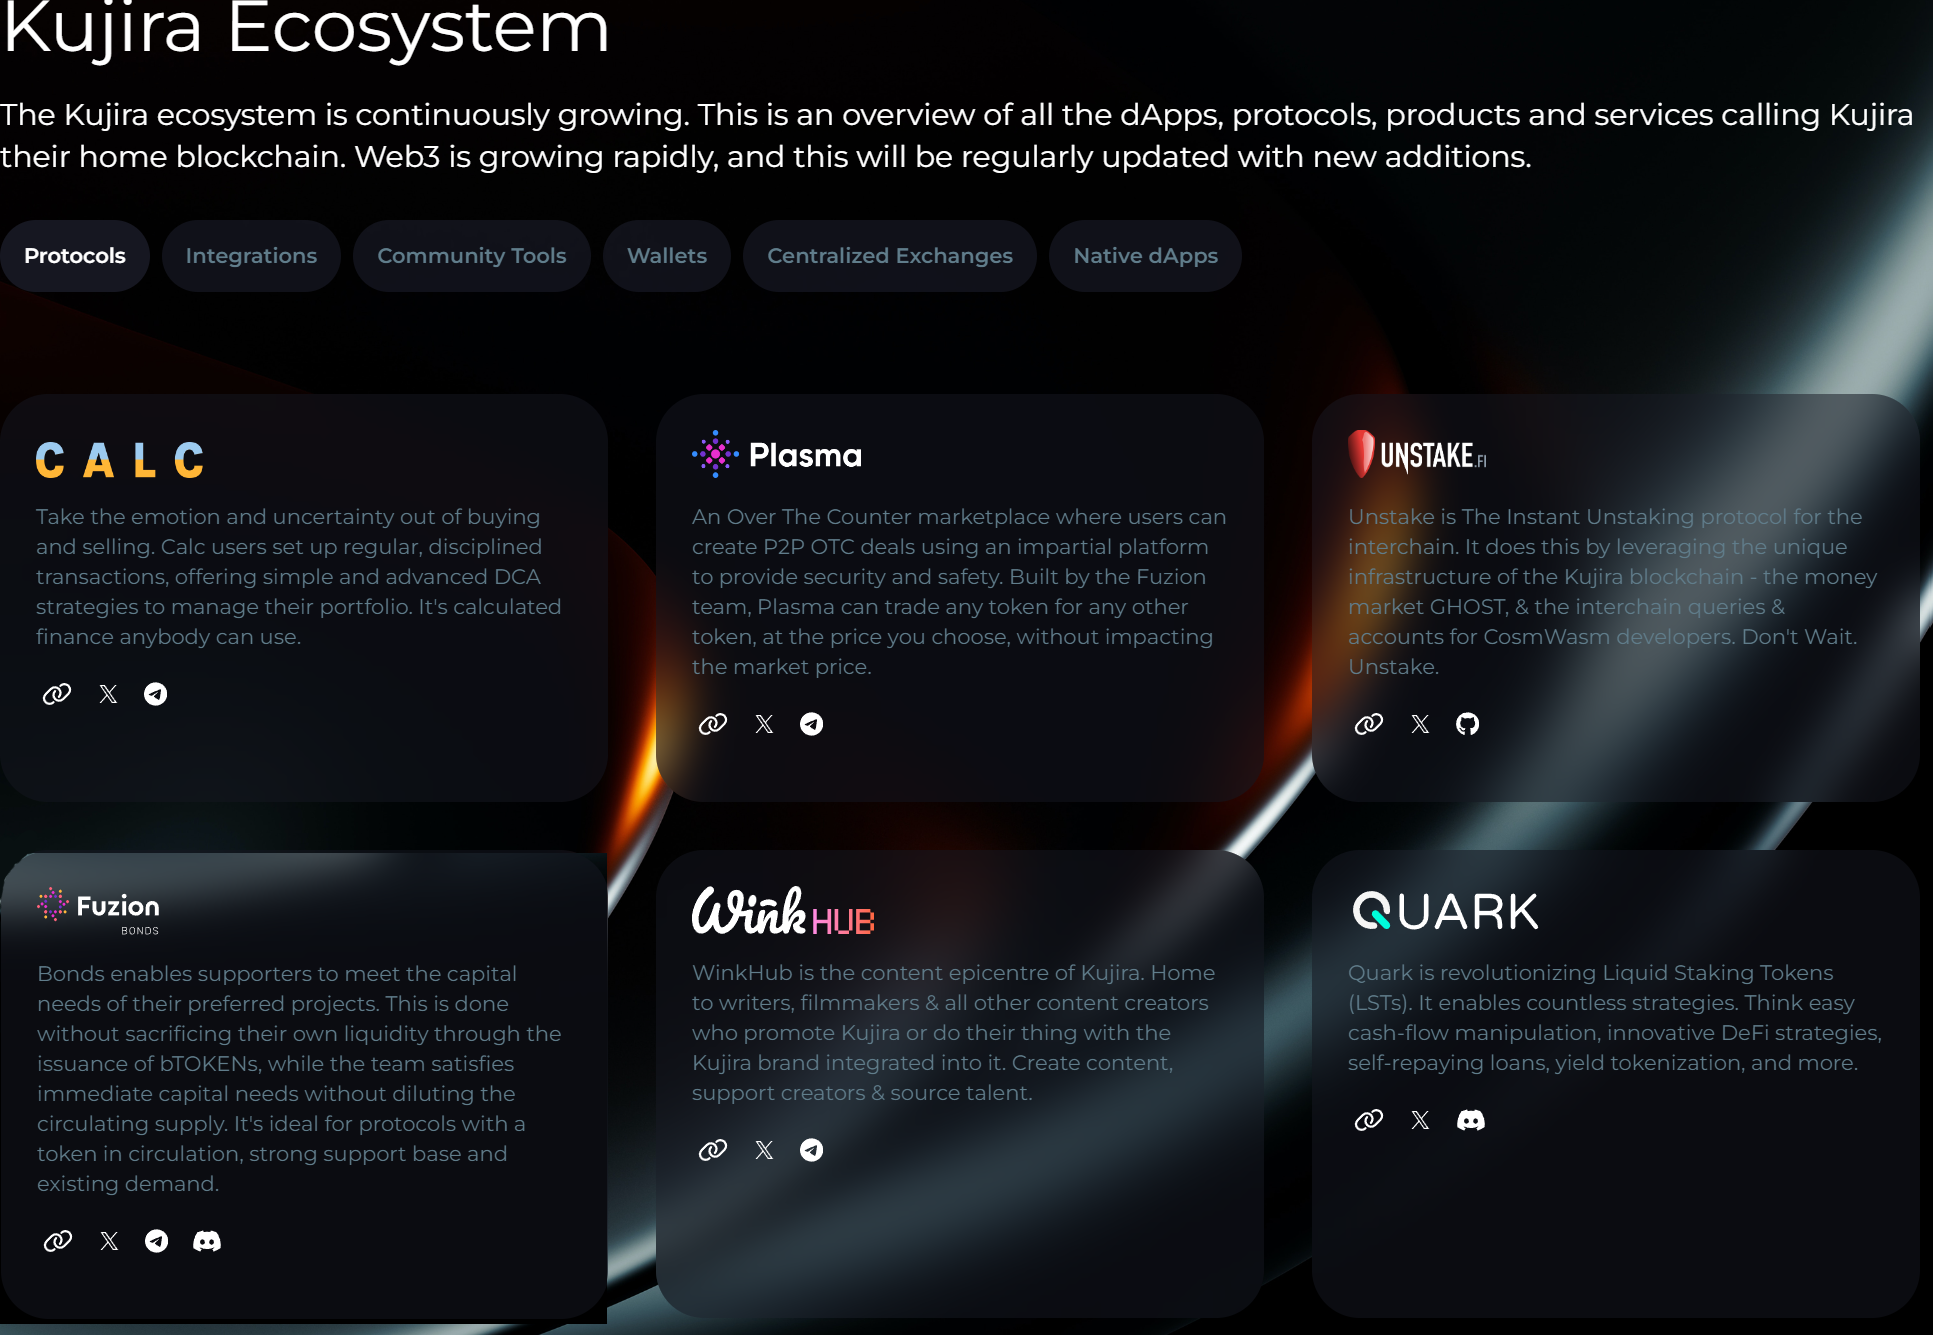 Kujira Ecosystem
The Kujira ecosystem is continuously growing. This is an overview of all the dApps, protocols, products and services calling Kujira
their home blockchain. Web3 is growing rapidly, and this will be regularly updated with new additions.
Protocols
Integrations
Community Tools
Wallets
Centralized Exchanges
Native dApps
CALC
Take the emotion and uncertainty out of buying
and selling. Calc users set up regular, disciplined
transactions, offering simple and advanced DCA
strategies to manage their portfolio. It's calculated
finance anybody can use.
Plasma
An Over The Counter marketplace where users can
create P2P OTC deals using an impartial platform
to provide security and safety. Built by the Fuzion
team, Plasma can trade any token for any other
token, at the price you choose, without impacting
the market price.
UNSTAKE.FI
Unstake is The Instant Unstaking protocol for the
interchain. It does this by leveraging the unique
infrastructure of the Kujira blockchain - the money
market GHOST, & the interchain queries &
accounts for CosmWasm developers. Don't Wait.
Unstake.
Fuzion
BONDS
Bonds enables supporters to meet the capital
needs of their preferred projects. This is done
without sacrificing their own liquidity through the
issuance of bTOKENs, while the team satisfies
immediate capital needs without diluting the
circulating supply. It's ideal for protocols with a
token in circulation, strong support base and
existing demand.
Wink HUB
WinkHub is the content epicentre of Kujira. Home
to writers, filmmakers & all other content creators
who promote Kujira or do their thing with the
Kujira brand integrated into it. Create content,
support creators & source talent.
QUARK
Quark is revolutionizing Liquid Staking Tokens
(LSTs). It enables countless strategies. Think easy
cash-flow manipulation, innovative DeFi strategies,
self-repaying loans, yield tokenization, and more.